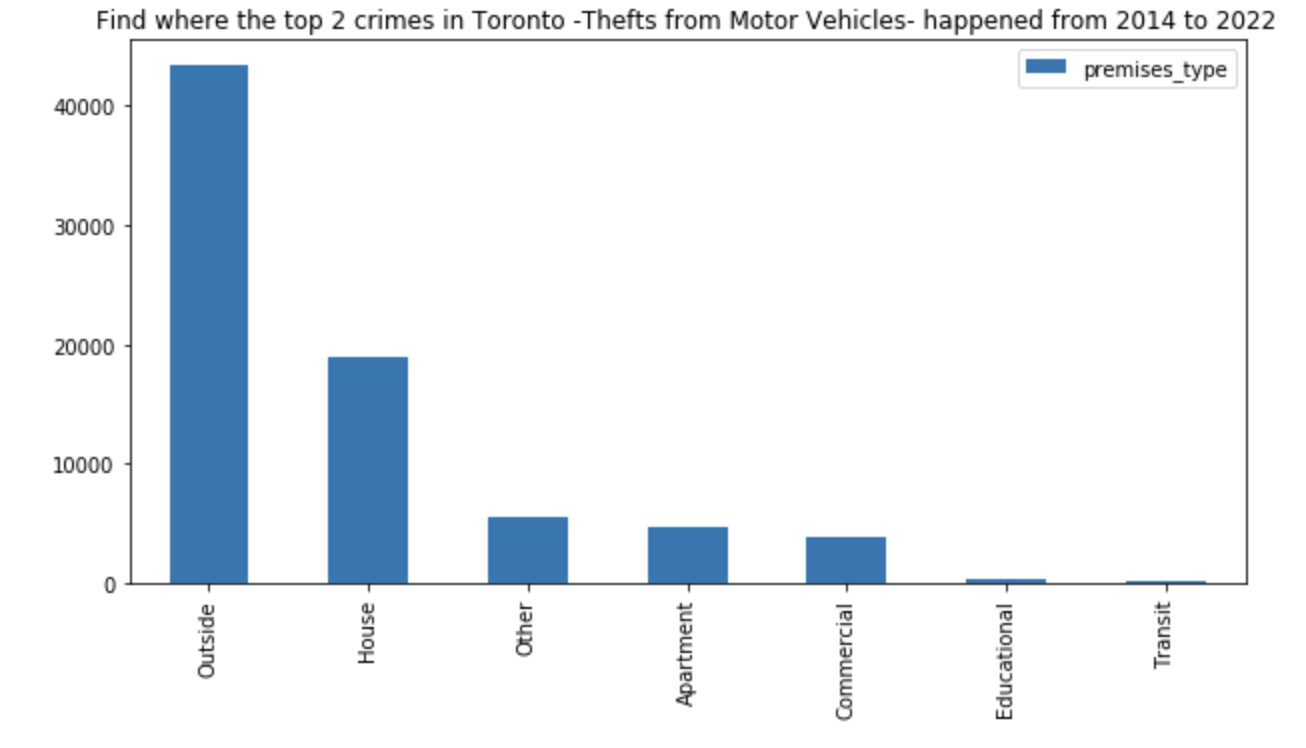 Find where the top 2 crimes in Toronto -Thefts from Motor Vehicles- happened from 2014 to 2022
premises_type
40000
30000
20000
10000
0
Outside
House
Other
Apartment
Commercial
Educational
Transit